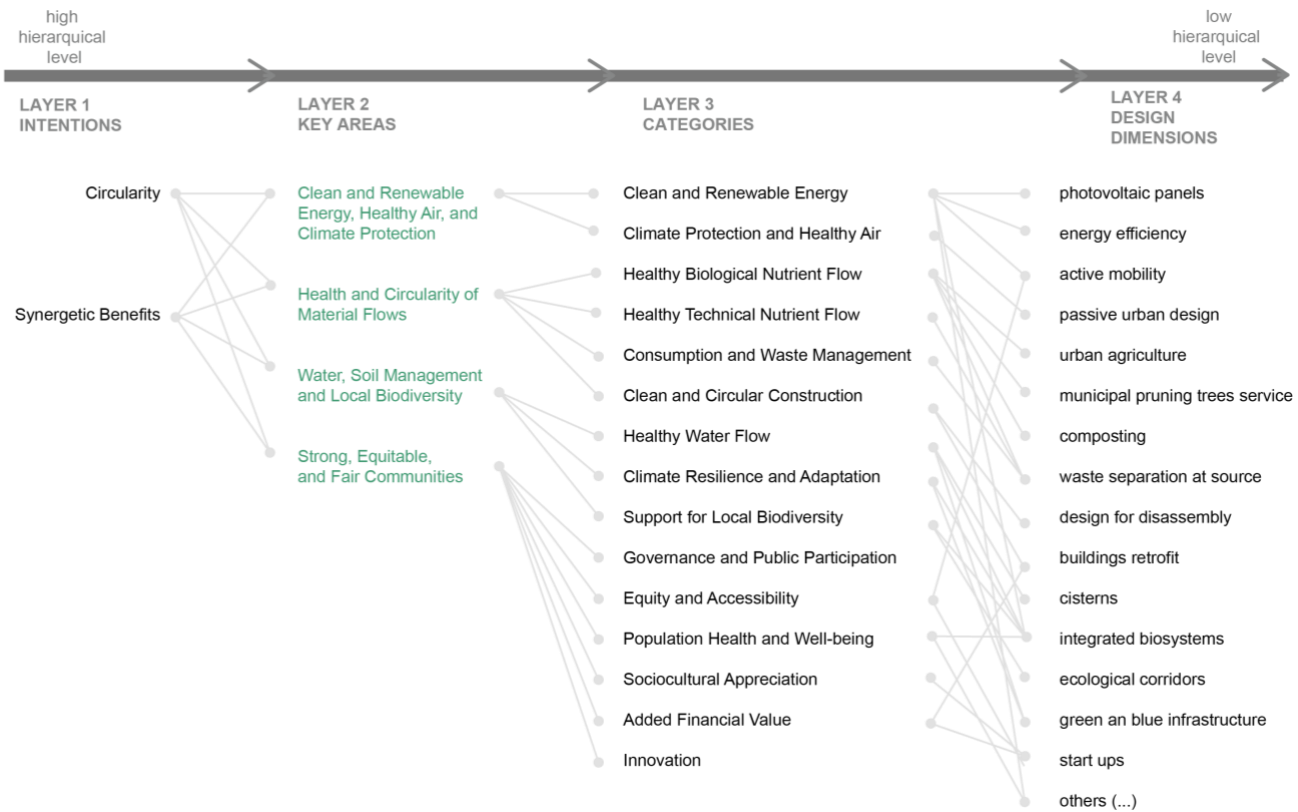 high
hierarquical
level
low
hierarquical
level
LAYER 1
INTENTIONS
LAYER 2
KEY AREAS
LAYER 3
CATEGORIES
LAYER 4
DESIGN
DIMENSIONS
Circularity
Synergetic Benefits
Clean and Renewable
Energy, Healthy Air, and
Climate Protection
Health and Circularity of
Material Flows
Water, Soil Management
and Local Biodiversity
Strong, Equitable,
and Fair Communities
Clean and Renewable Energy
Climate Protection and Healthy Air
Healthy Biological Nutrient Flow
Healthy Technical Nutrient Flow
Consumption and Waste Management
Clean and Circular Construction
Healthy Water Flow
Climate Resilience and Adaptation
Support for Local Biodiversity
Governance and Public Participation
Equity and Accessibility
Population Health and Well-being
Sociocultural Appreciation
Added Financial Value
Innovation
photovoltaic panels
energy efficiency
active mobility
passive urban design
urban agriculture
municipal pruning trees service
composting
waste separation at source
design for disassembly
buildings retrofit
cisterns
integrated biosystems
ecological corridors
green an blue infrastructure
start ups
others (...)